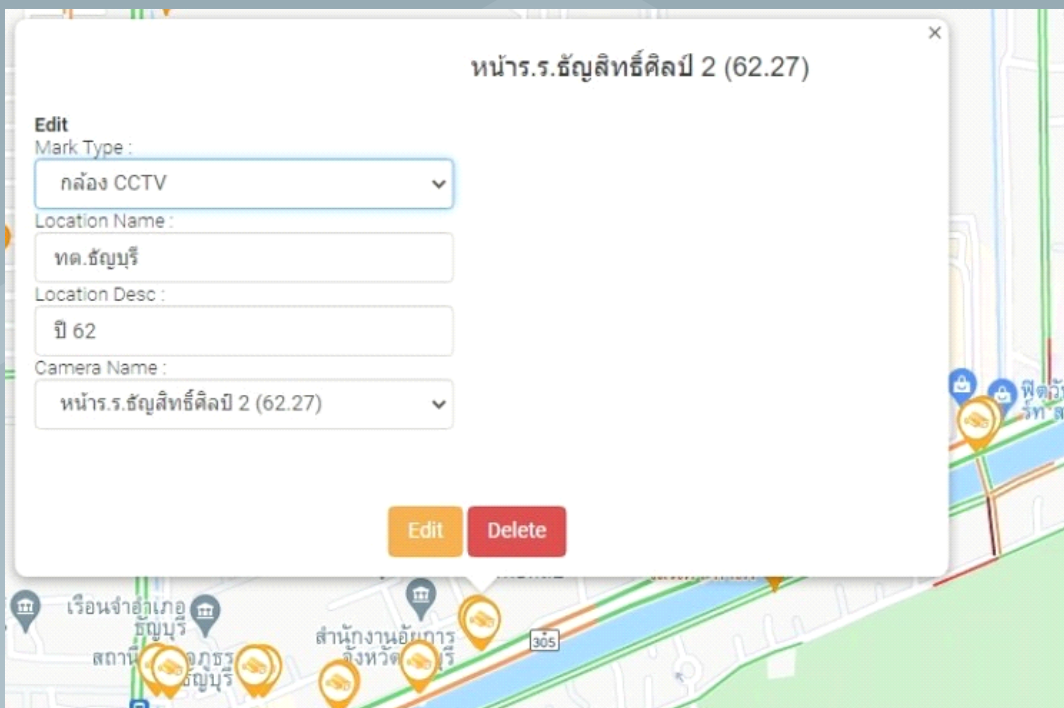 ×
หน้าร.ร.ธัญสิทธิ์ศิลป์ 2 (62.27)
Edit
Mark Type :
กล้อง CCTV
Location Name :
ทต.ธัญบุรี
Location Desc :
ปี 62
Camera Name :
หน้าร.ร.ธัญสิทธิ์ศิลป์ 2 (62.27)
Edit Delete
เรือนจำอำเภอ
ธัญบุรี
สำนักงานอัยการ
305